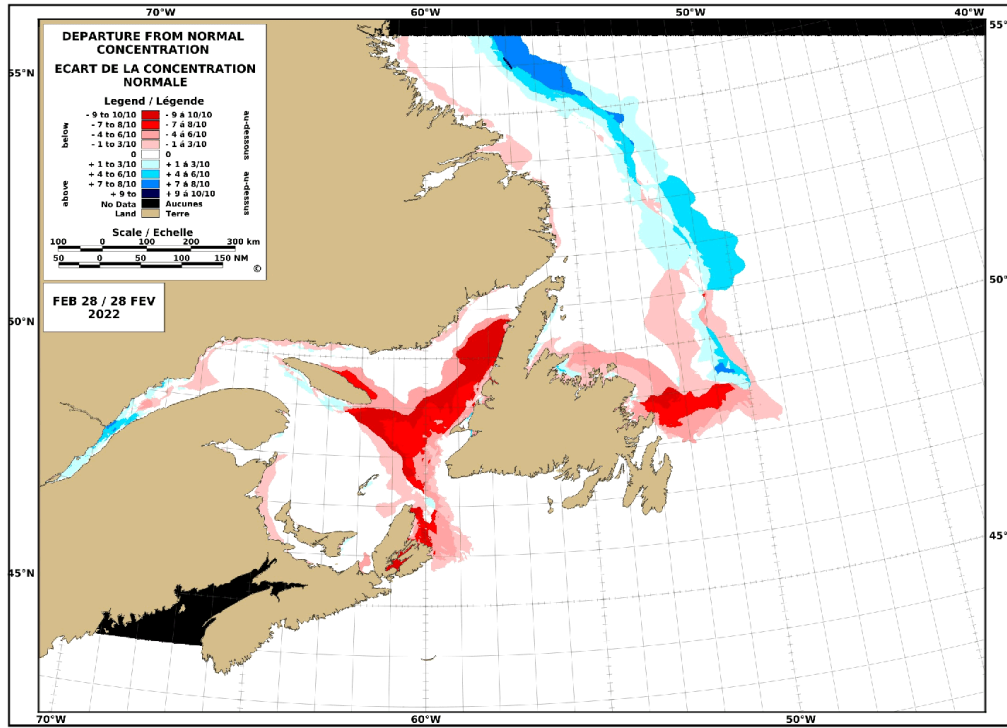 70°W 60°W 50°W 40°W
55°
DEPARTURE FROM NORMAL
CONCENTRATION
ECART DE LA CONCENTRATION
NORMALE
Legend / Légende
below
au-dessous
- 9 to 10/10 - 9 à 10/10
- 7 to 8/10 - 7 à 8/10
- 4 to 6/10 - 4 à 6/10
- 1 to 3/10 - 1 à 3/10
0 0
above
au-dessus
+ 1 to 3/10 + 1 à 3/10
+ 4 to 6/10 + 4 à 6/10
+ 7 to 8/10 + 7 à 8/10
+ 9 to + 9 à 10/10
No Data Aucunes
Land Terre
Scale / Echelle
100 0 100 200 300 km
50 0 50 100 150 NM
©
FEB 28 / 28 FEV
2022
55°N
50°N 50°
45°N 45°
70°W 60°W 50°W